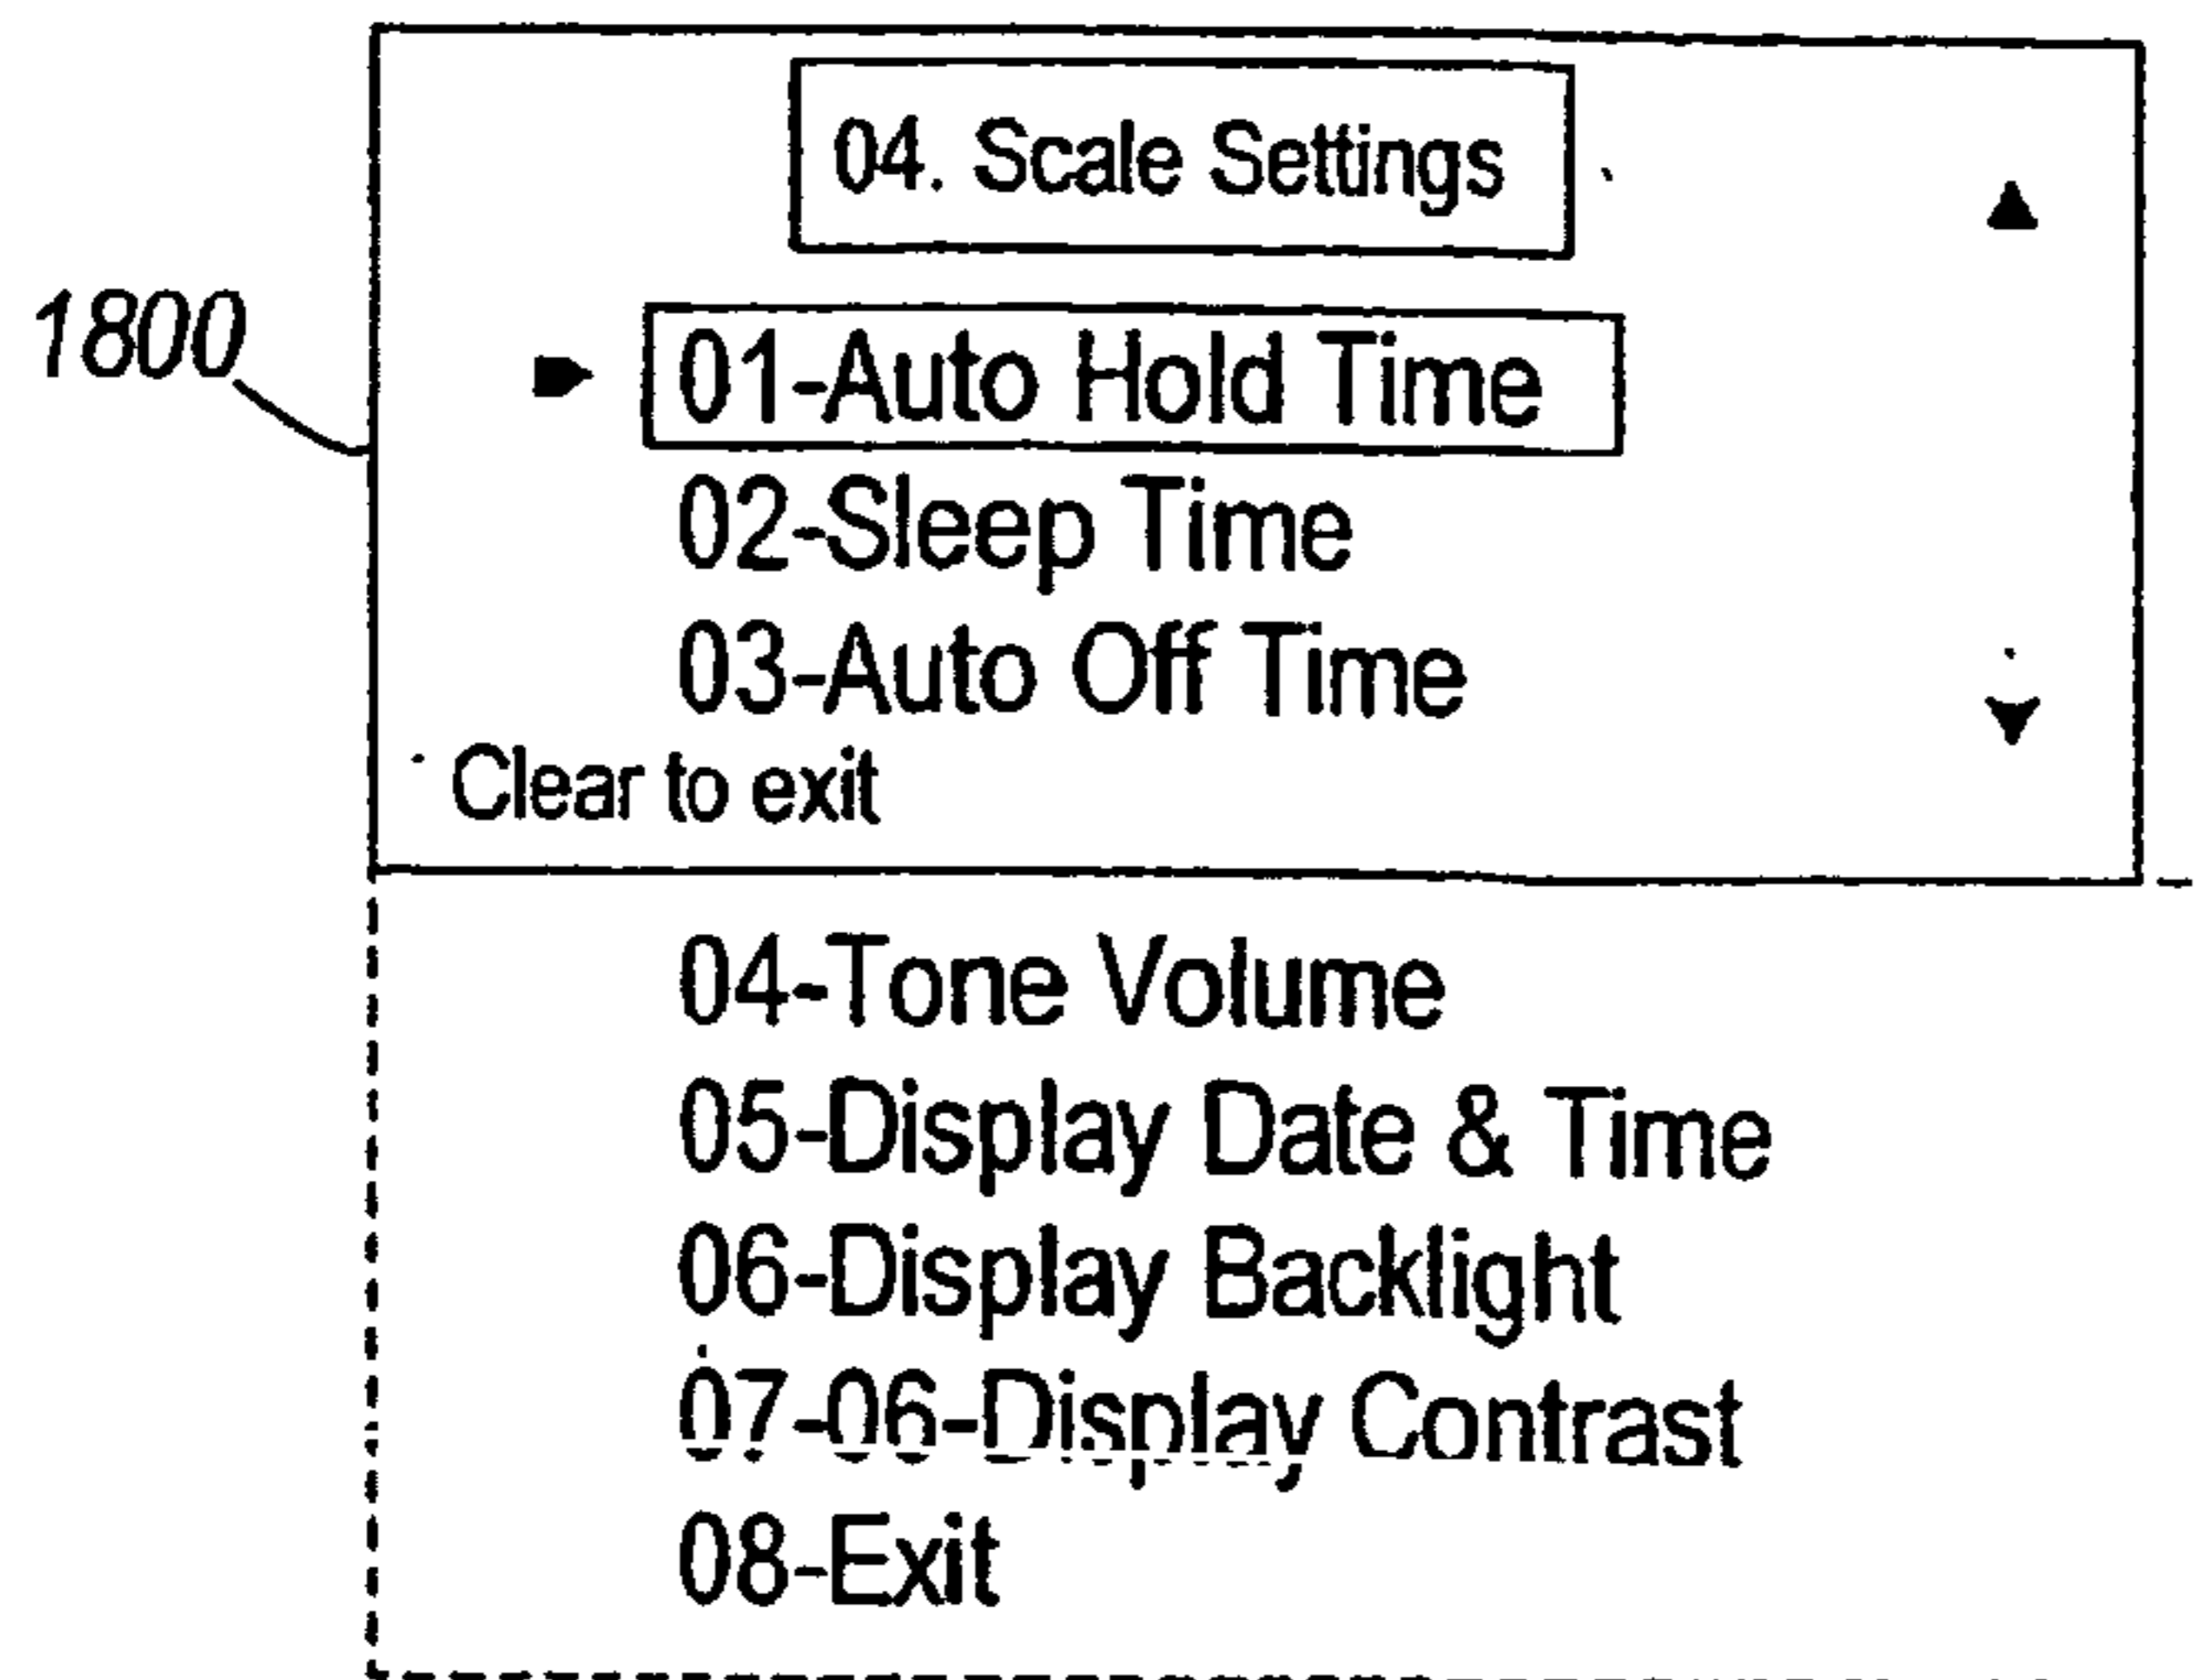 04. Scale Settings
1800
01-Auto Hold Time
02-Sleep Time
03-Auto Off Time
Clear to exit
04-Tone Volume
05-Display Date & Time
06-Display Backlight
07-06-Display Contrast
08-Exit